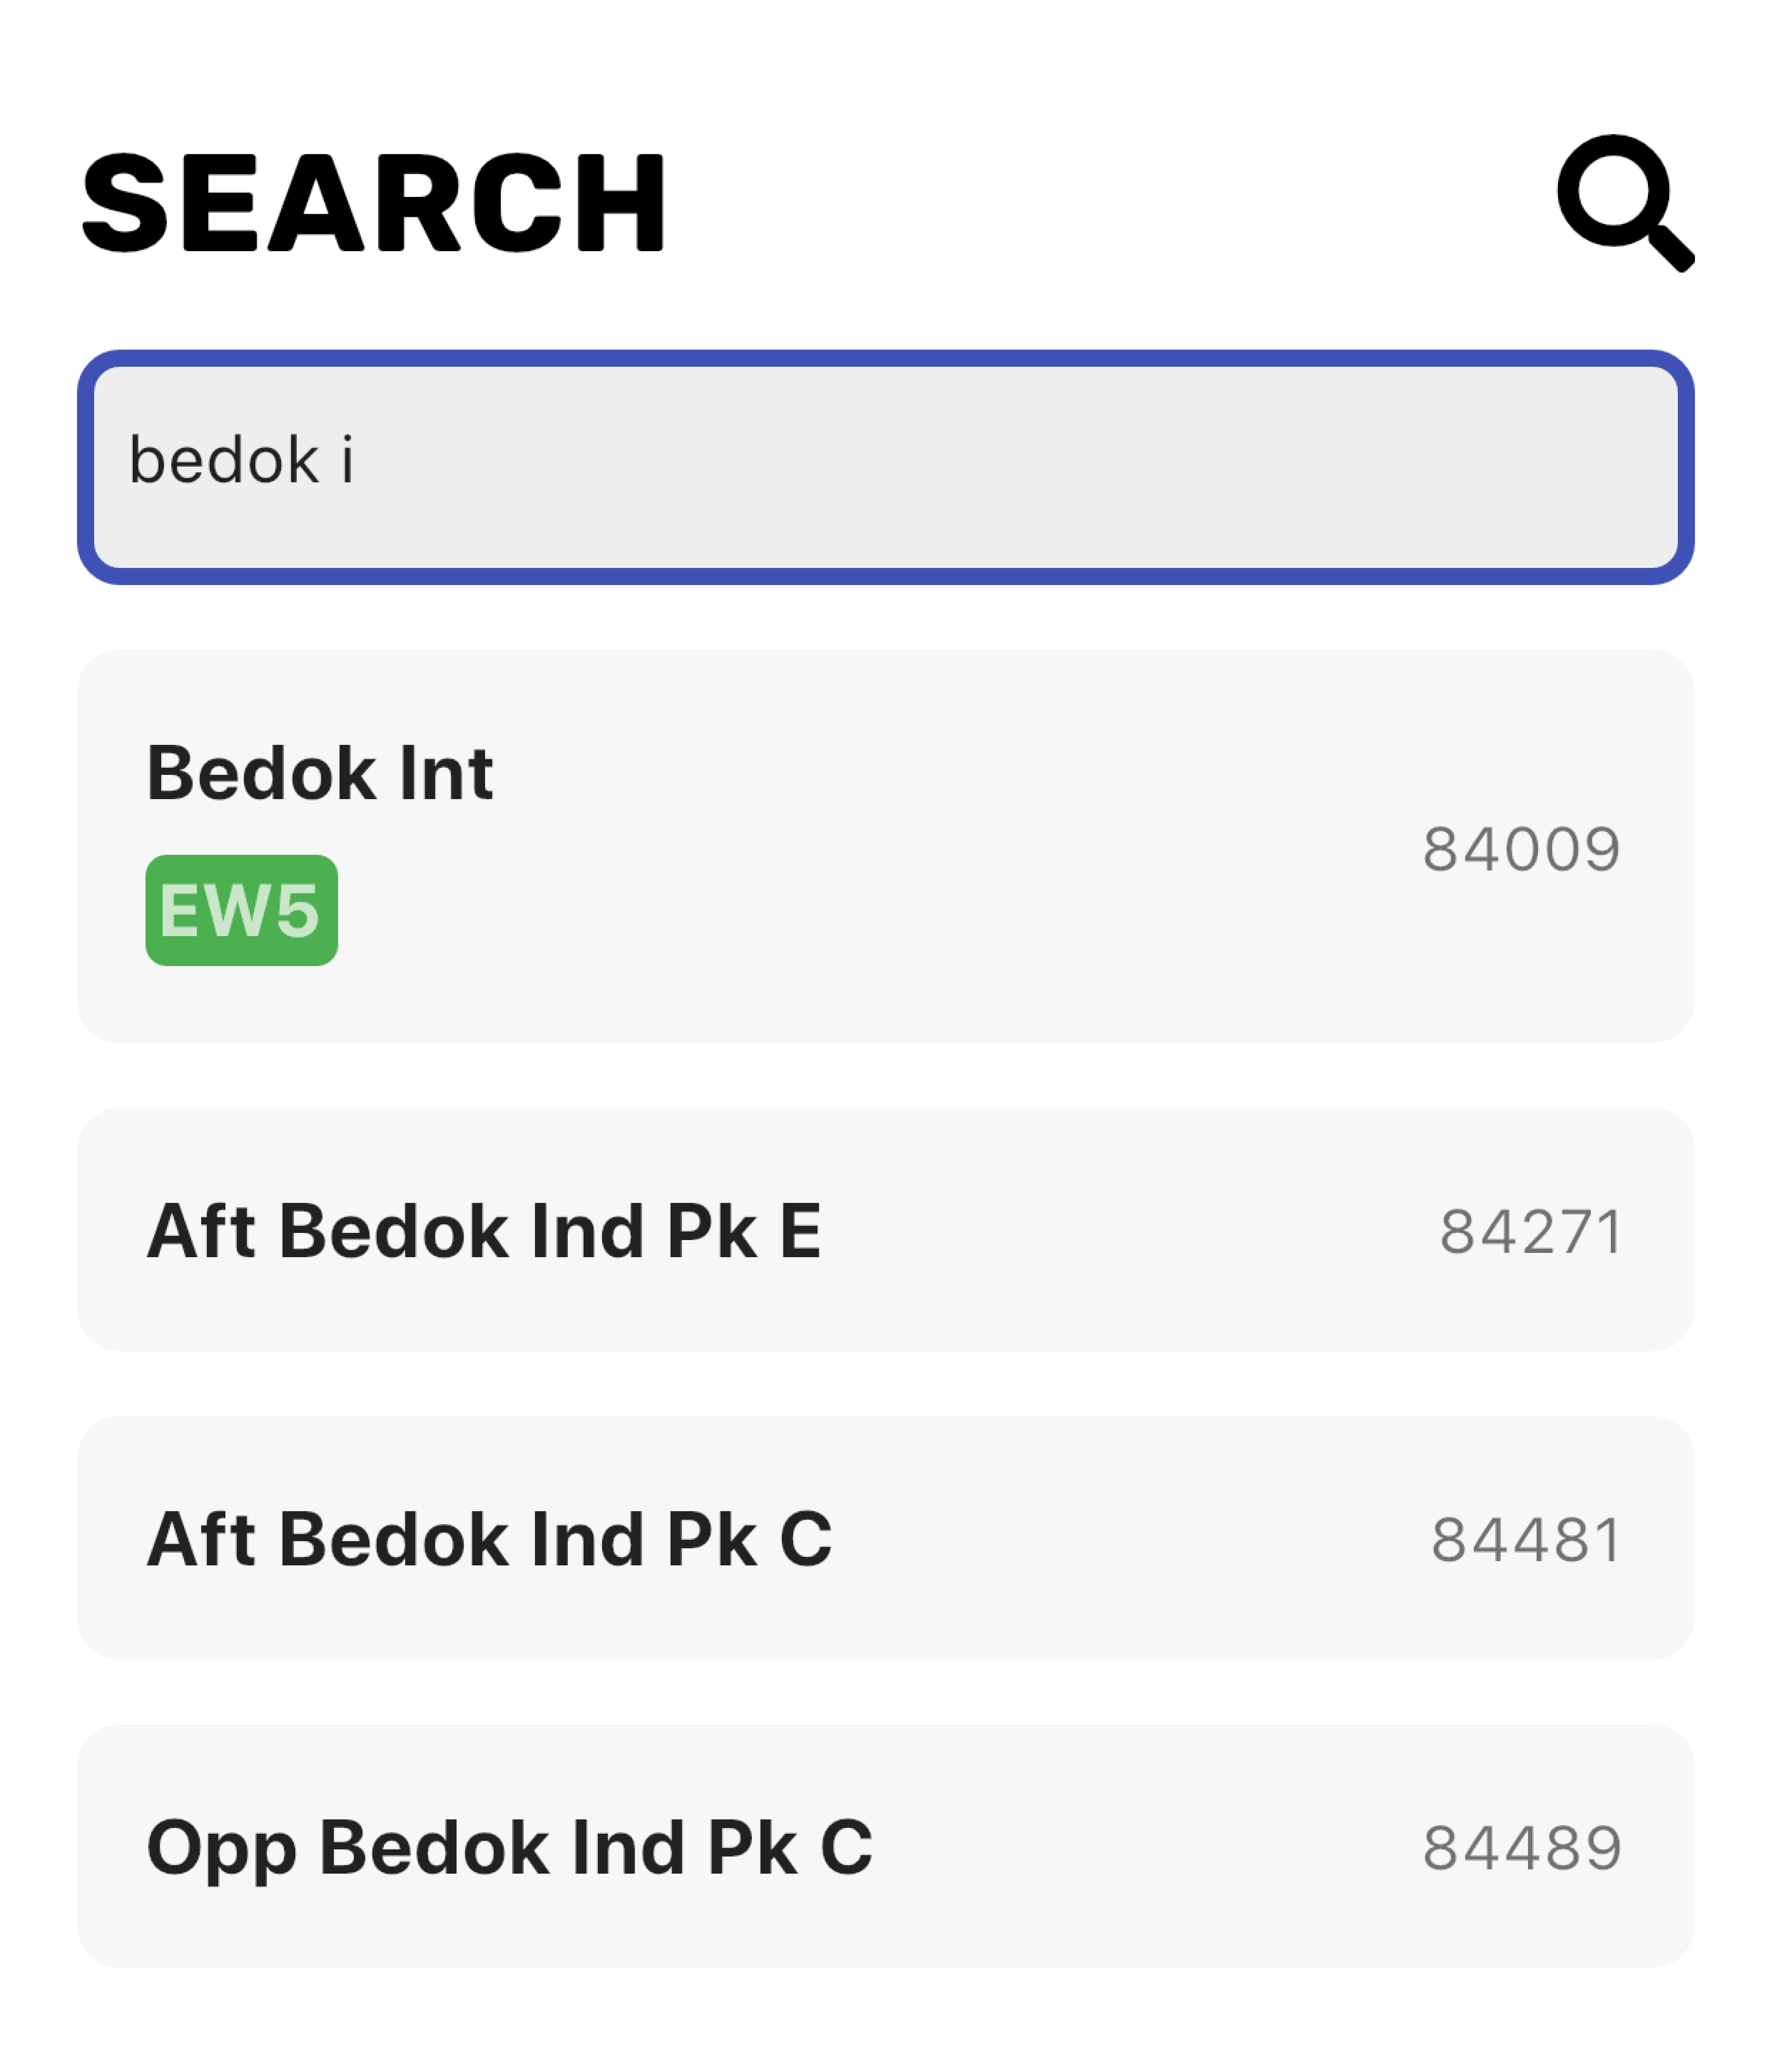 SEARCH
bedok i
Bedok Int
84009
EW5
Aft Bedok Ind Pk E
84271
Aft Bedok Ind Pk C
84481
Opp Bedok Ind Pk C
84489